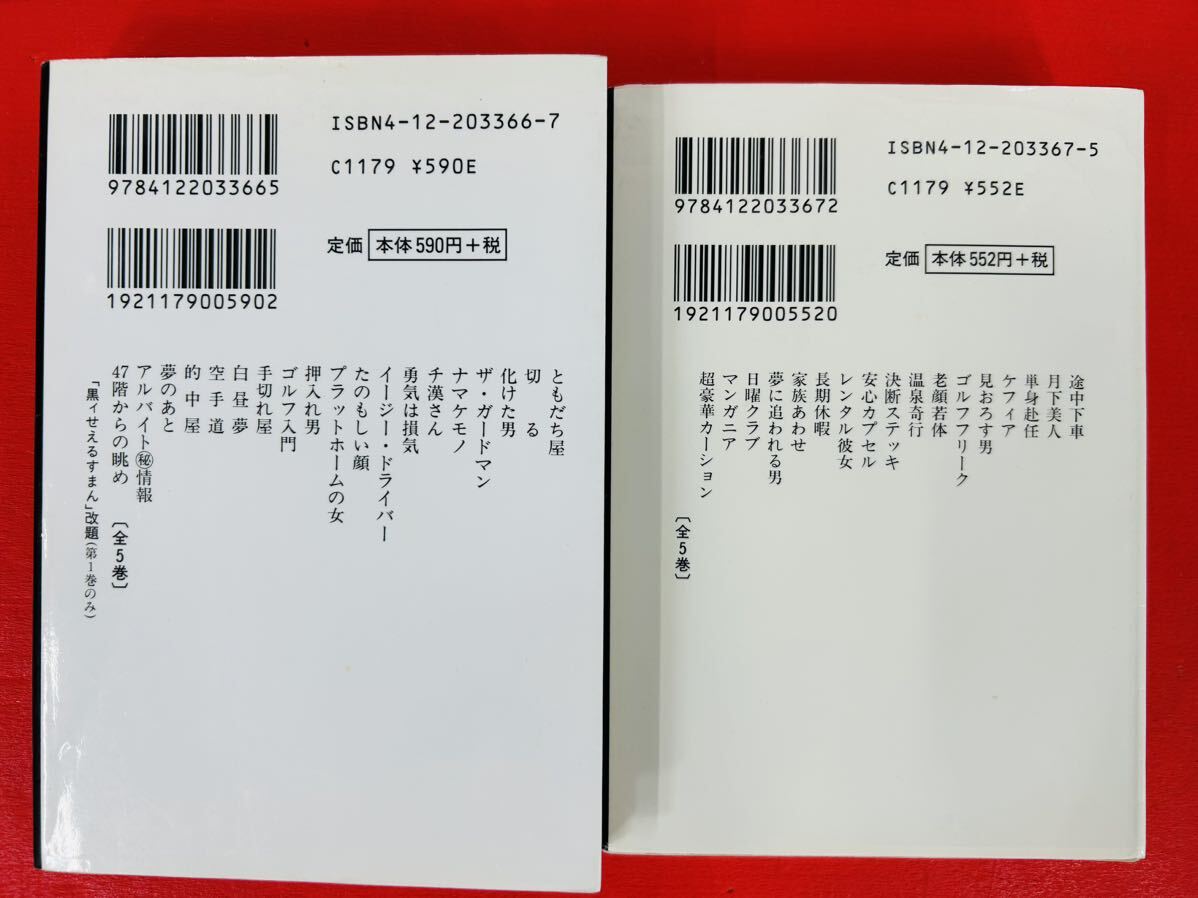 ISBN4-12-203366-7
C1179 ¥590E
9784122033665
定価 本体590円+税
1921179005902
ともだち屋
切る
化けた男
ザ・ガードマン
ナマケモノ
チ漢さん
勇気は損気
イージー・ドライバー
たのもしい顔
プラットホームの女
押入れ男
ゴルフ入門
手切れ屋
白昼夢
空手道
的中屋
夢のあと
アルバイト㊙情報
47階からの眺め
〔全5巻〕
「黒ィせえるすまん」改題(第1巻のみ)
ISBN4-12-203367-5
C1179 ¥552E
9784122033672
定価 本体552円+税
1921179005520
途中下車
月下美人
単身赴任
ケフィア
見おろす男
ゴルフフリーク
老顔若体
温泉奇行
決断ステッキ
安心カプセル
レンタル彼女
長期休暇
家族あわせ
夢に追われる男
日曜クラブ
マンガニア
超豪華カーション
〔全5巻〕